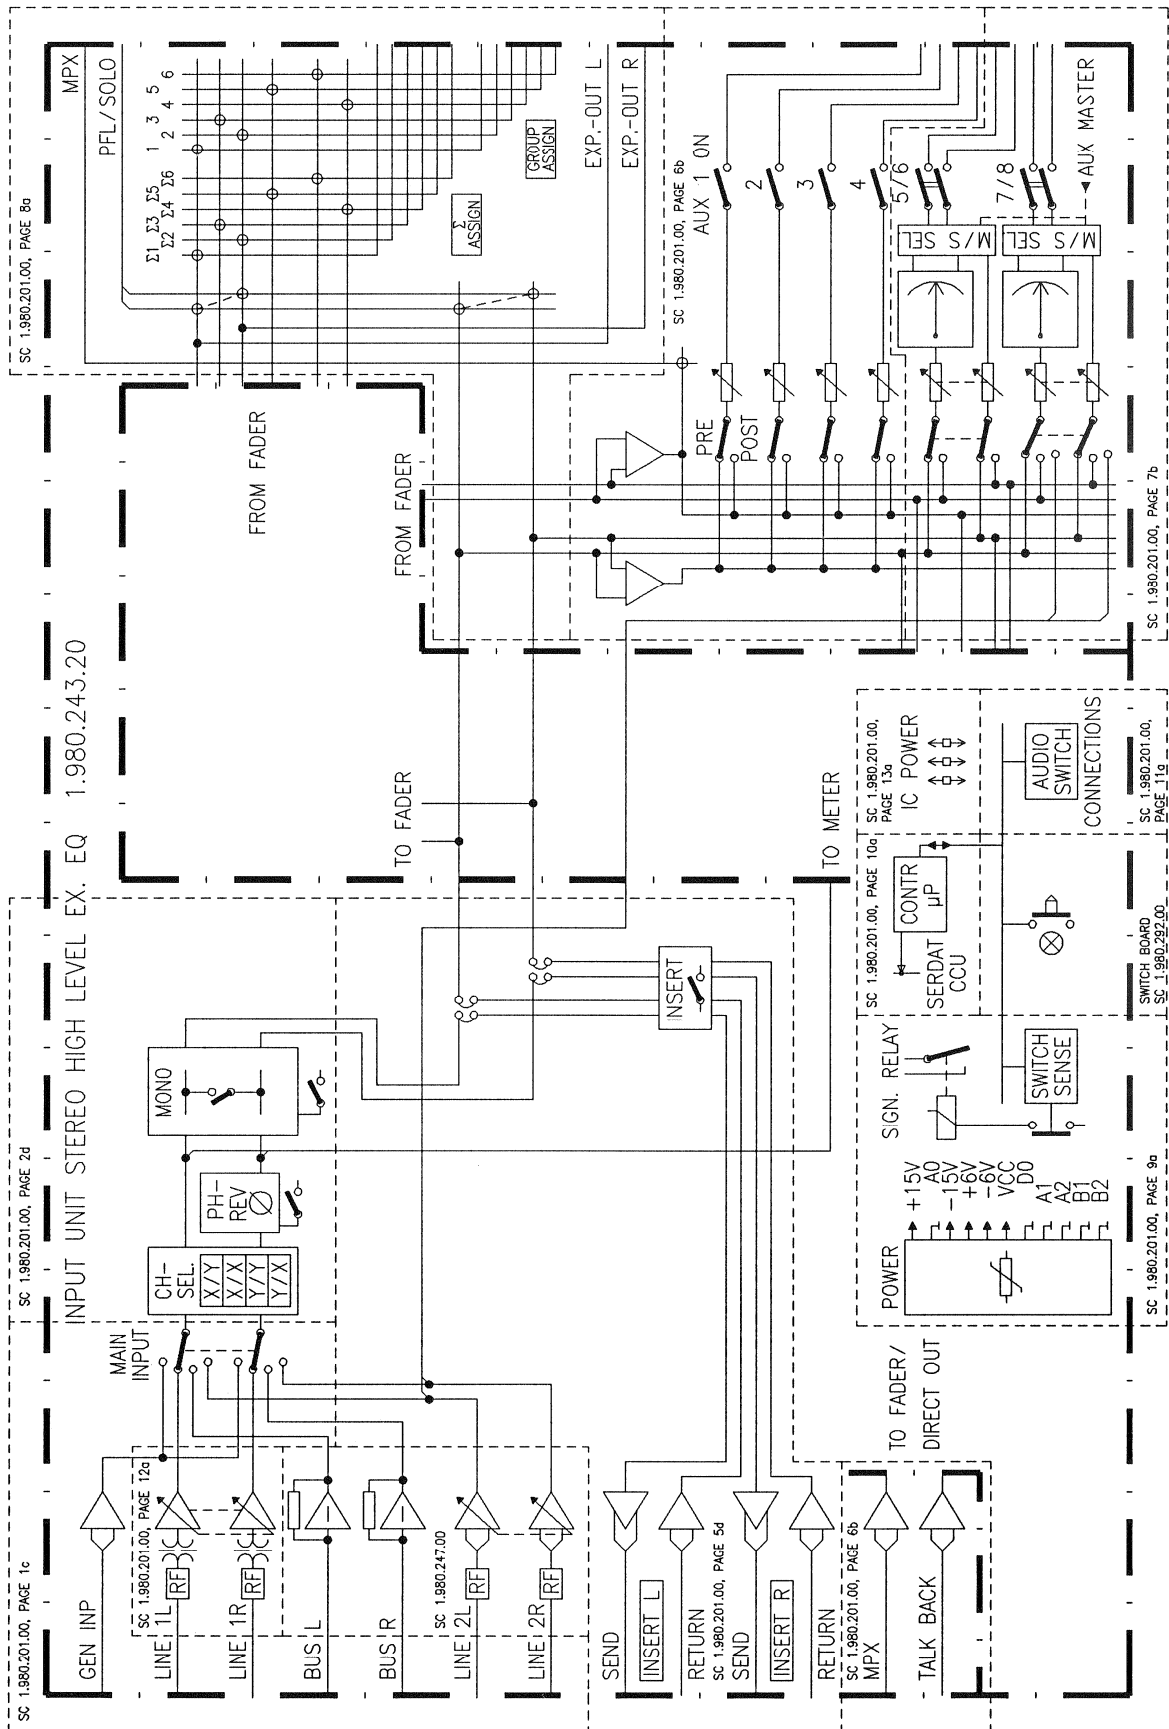 SC 1.980.201.00, PAGE 1c
SC 1.980.201.00, PAGE 2d
SC 1.980.201.00, PAGE 8a
INPUT UNIT STEREO HIGH LEVEL EX. EQ 1.980.243.20
GEN INP
LINE 1L
LINE 1R
BUS L
BUS R
LINE 2L
LINE 2R
SC 1.980.201.00, PAGE 12a
RF
RF
SC 1.980.247.00
RF
RF
MAIN
INPUT
CH-
SEL.
X/Y
X/X
Y/Y
Y/X
PH-
REV
Ø
MONO
SEND
INSERT L
RETURN
SC 1.980.201.00, PAGE 5d
SEND
INSERT R
RETURN
SC 1.980.201.00, PAGE 6b
MPX
TALK BACK
TO FADER/
DIRECT OUT
INSERT
TO FADER
TO METER
FROM FADER
FROM FADER
MPX
PFL/SOLO
Σ1
Σ2
Σ3
Σ4
Σ5
Σ6
1
2
3
4
5
6
Σ
ASSIGN
GROUP
ASSIGN
EXP.-OUT L
EXP.-OUT R
SC 1.980.201.00, PAGE 6b
PRE
POST
AUX 1 ON
2
3
4
5/6
7/8
M/S SEL
M/S SEL
AUX MASTER
SC 1.980.201.00, PAGE 7b
POWER
+15V
A0
-15V
+6V
-6V
VCC
D0
A1
A2
B1
B2
SC 1.980.201.00, PAGE 9a
SIGN. RELAY
SWITCH
SENSE
SC 1.980.201.00, PAGE 10a
CONTR
µP
SERDAT
CCU
SWITCH BOARD
SC 1.980.292.00
SC 1.980.201.00,
PAGE 13a
IC POWER
AUDIO
SWITCH
CONNECTIONS
SC 1.980.201.00,
PAGE 11a